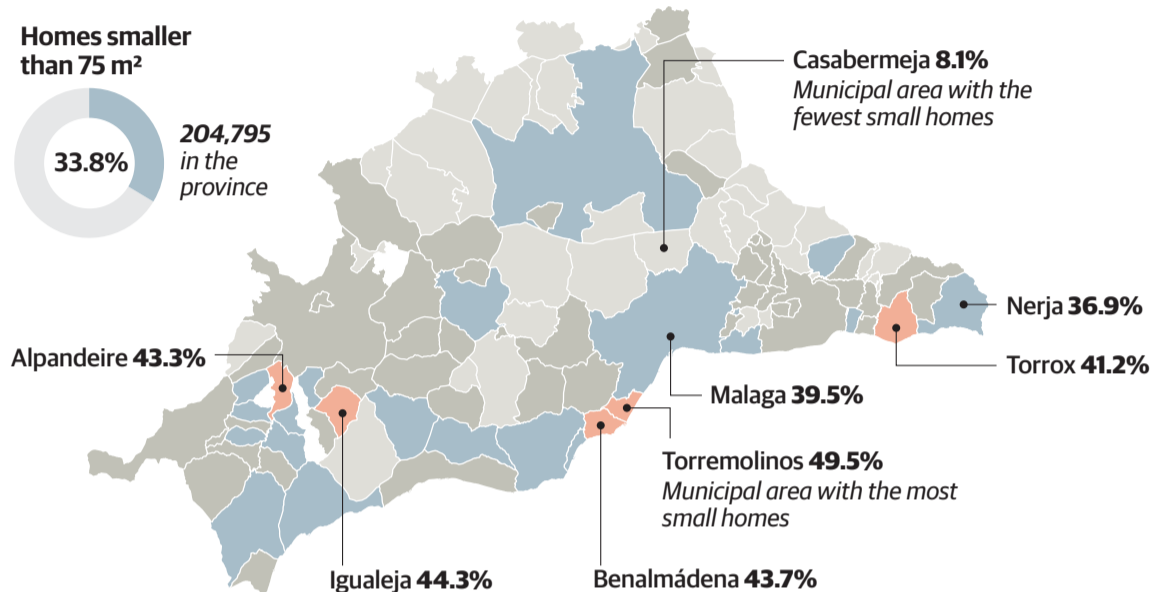 Homes smaller
than 75 m²
33.8%
204,795
in the
province
Casabermeja 8.1%
Municipal area with the
fewest small homes
Nerja 36.9%
Torrox 41.2%
Alpandeire 43.3%
Malaga 39.5%
Torremolinos 49.5%
Municipal area with the most
small homes
Igualeja 44.3%
Benalmádena 43.7%